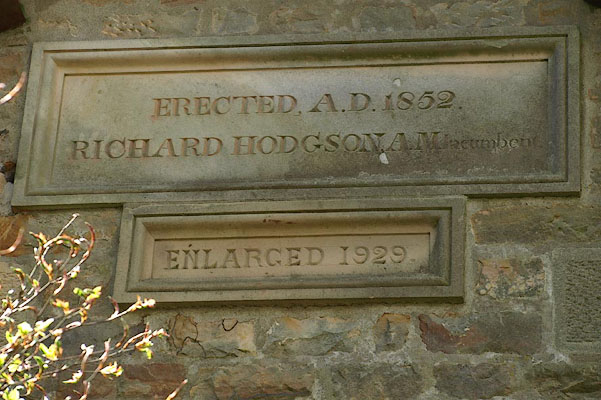 ERECTED. A.D. 1852.
RICHARD HODGSON. A.M. Incumbent.
ENLARGED 1929.